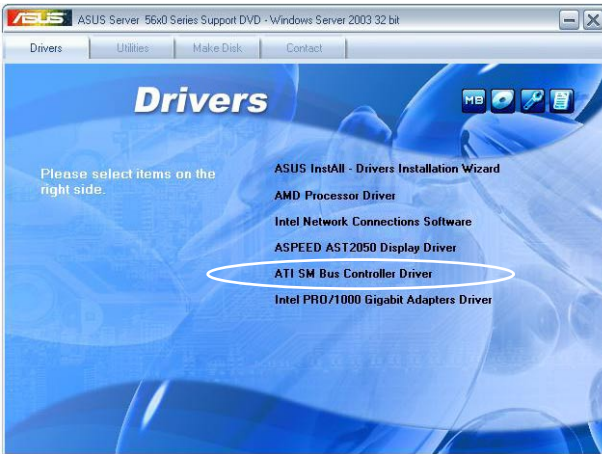 ASUS ASUS Server 56x0 Series Support DVD - Windows Server 2003 32 bit
Drivers Utilities Make Disk Contact
Drivers
MB
Please select items on the
right side.
ASUS InstAll - Drivers Installation Wizard
AMD Processor Driver
Intel Network Connections Software
ASPEED AST2050 Display Driver
ATI SM Bus Controller Driver
Intel PRO/1000 Gigabit Adapters Driver